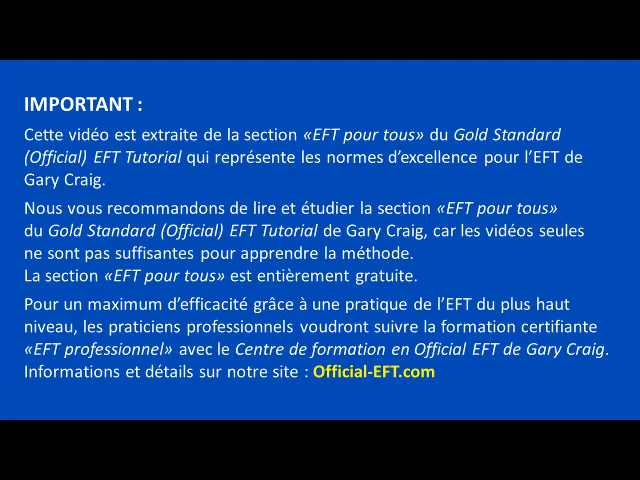 IMPORTANT :
Cette vidéo est extraite de la section «EFT pour tous» du Gold Standard
(Official) EFT Tutorial qui représente les normes d'excellence pour l'EFT de
Gary Craig.
Nous vous recommandons de lire et étudier la section «EFT pour tous»
du Gold Standard (Official) EFT Tutorial de Gary Craig, car les vidéos seules
ne sont pas suffisantes pour apprendre la méthode.
La section «EFT pour tous» est entièrement gratuite.
Pour un maximum d'efficacité grâce à une pratique de l'EFT du plus haut
niveau, les praticiens professionnels voudront suivre la formation certifiante
«EFT professionnel» avec le Centre de formation en Official EFT de Gary Craig.
Informations et détails sur notre site : Official-EFT.com